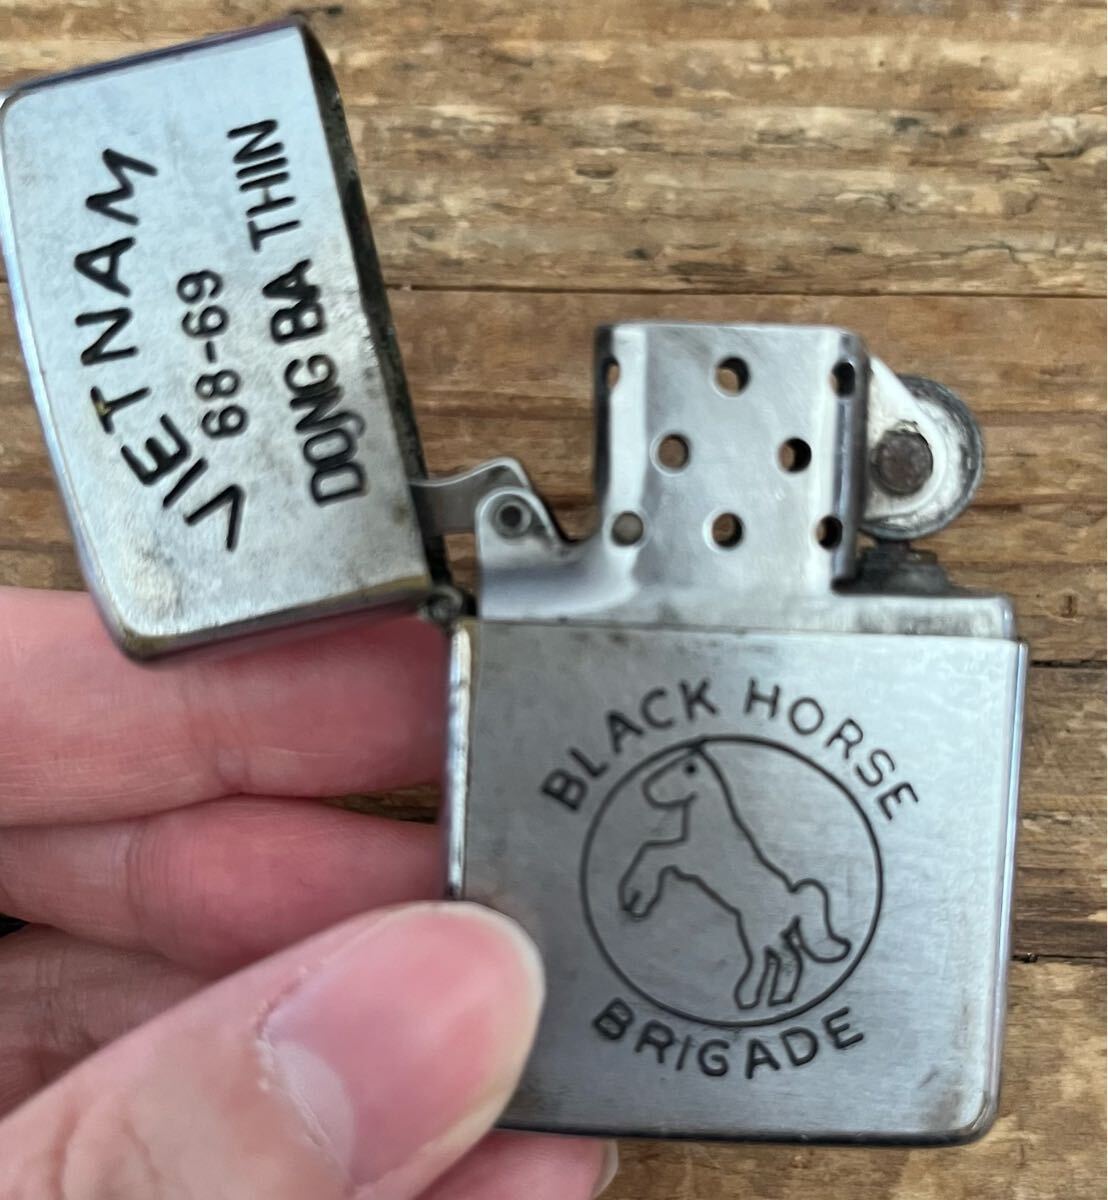 VIETNAM
68-69
DONG BA THIN
BLACK HORSE
BRIGADE